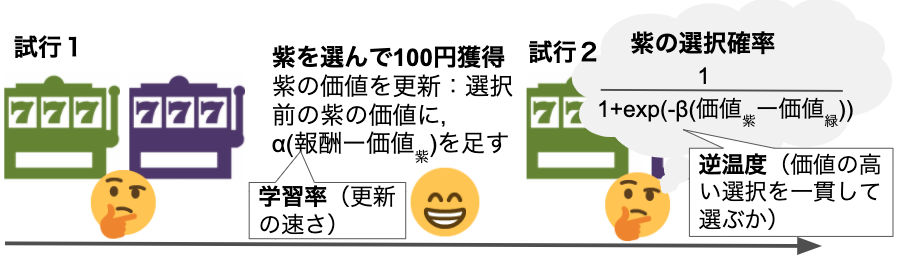 試行1
777
777
紫を選んで100円獲得
紫の価値を更新：選択
前の紫の価値に,
α(報酬ー価値紫)を足す
学習率（更新
の速さ）
試行2
77
紫の選択確率
1
1+exp(-β(価値紫ー価値緑))
逆温度（価値の高
い選択を一貫して
選ぶか）